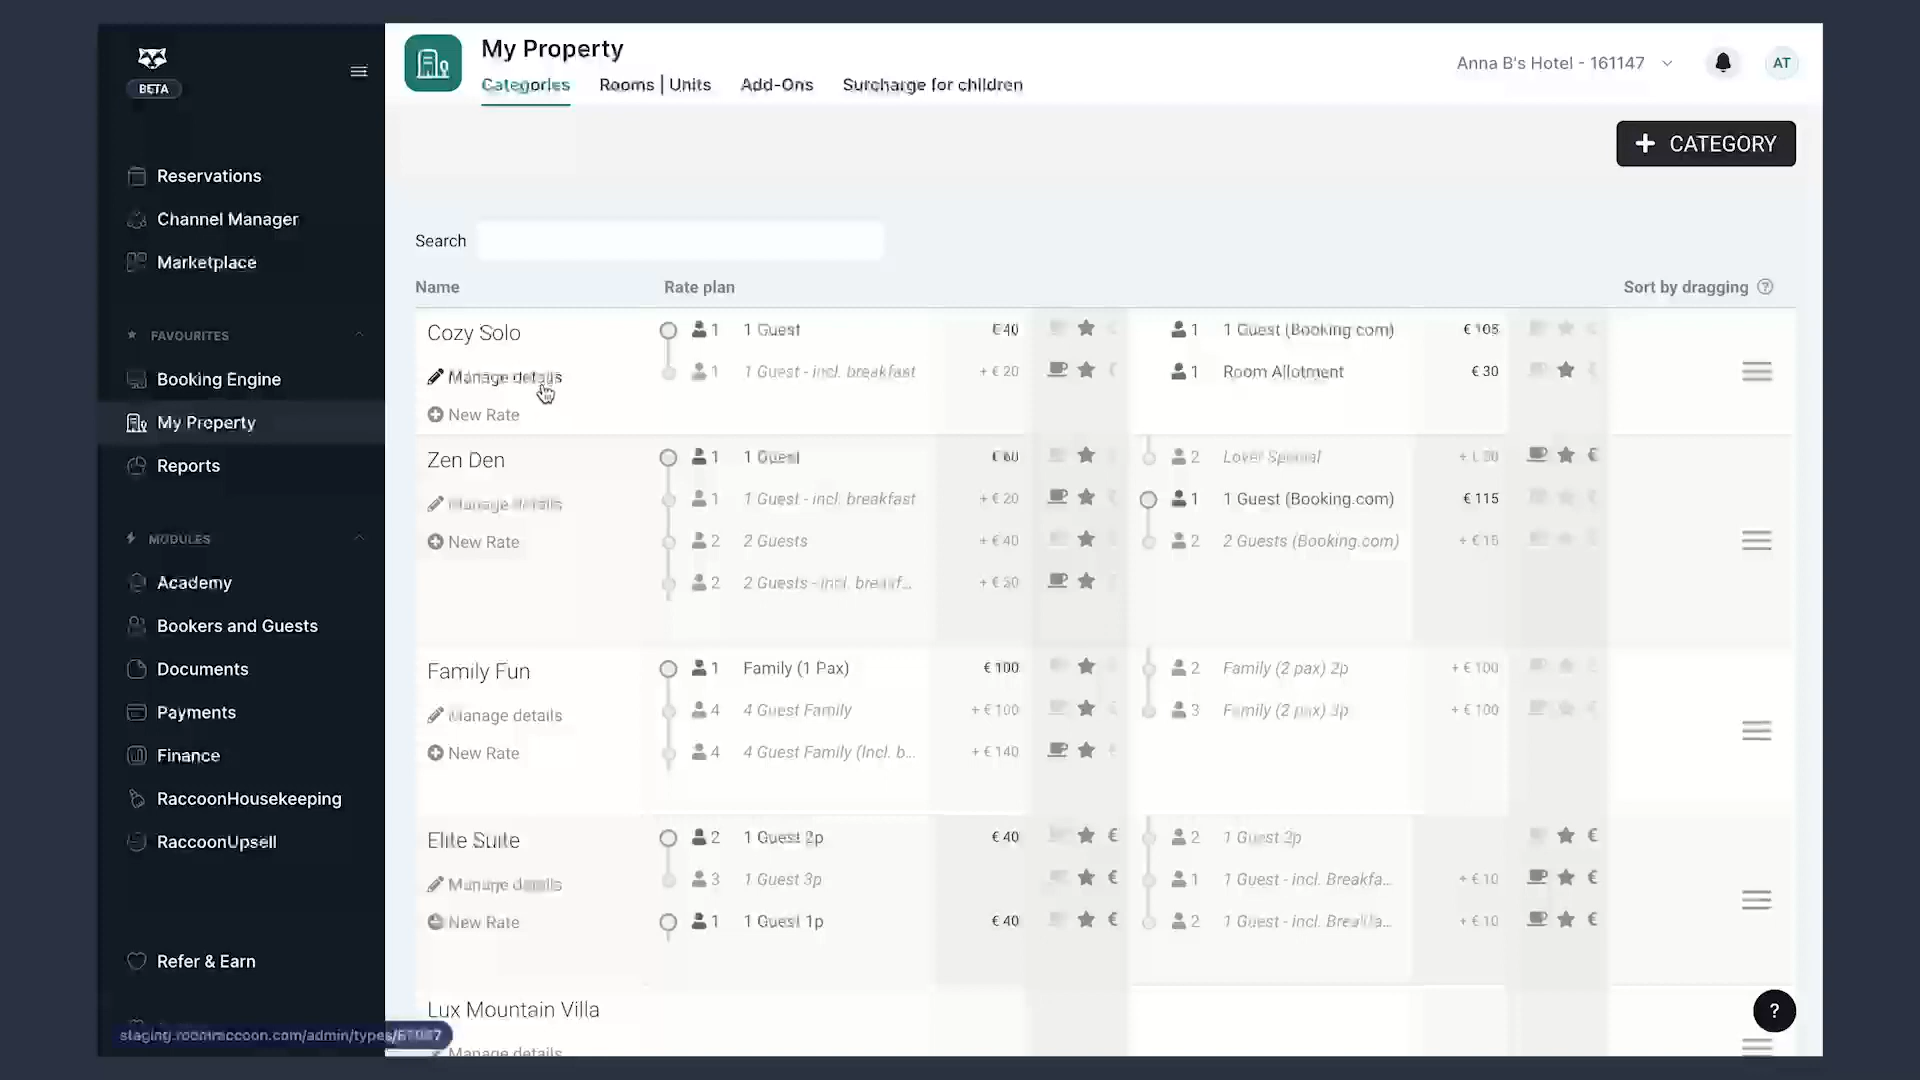 My Property
Anna B's Hotel - 161147
AT
BETA
Categories
Rooms | Units
Add-Ons
Surcharge for children
+ CATEGORY
Reservations
Channel Manager
Marketplace
FAVOURITES
Booking Engine
My Property
Reports
MODULES
Academy
Bookers and Guests
Documents
Payments
Finance
RaccoonHousekeeping
RaccoonUpsell
Refer & Earn
Search
Name
Rate plan
Sort by dragging ?
Cozy Solo
Manage details
New Rate
1 1 Guest €40
1 1 Guest - incl. breakfast + €20
1 1 Guest (Booking com) € 105
1 Room Allotment € 30
Zen Den
Manage details
New Rate
1 1 Guest € 60
1 1 Guest - incl. breakfast + € 20
2 2 Guests + € 40
2 2 Guests - incl. breakf...
2 Lover Special
1 1 Guest (Booking.com) € 115
2 2 Guests (Booking.com) + € 15
Family Fun
Manage details
New Rate
1 Family (1 Pax) € 100
4 4 Guest Family + € 100
4 4 Guest Family (Incl. b... + € 140
2 Family (2 pax) 2p + € 100
3 Family (2 pax) 3p + € 100
Elite Suite
Manage details
New Rate
2 1 Guest 2p € 40 €
3 1 Guest 3p €
1 1 Guest 1p € 40 €
2 1 Guest 2p €
1 1 Guest - incl. Breakfa... + € 10 €
2 1 Guest - incl. Breakfa... + € 10 €
Lux Mountain Villa
Manage details
staging.roomraccoon.com/admin/types/
?